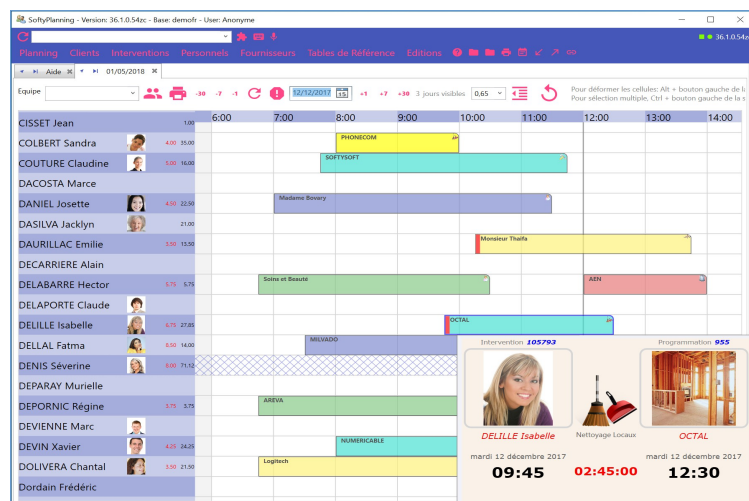 SoftyPlanning - Version: 36.1.0.54zc - Base: demofr - User: Anonyme
36.1.0.54zc
Planning Clients Interventions Personnels Fournisseurs Tables de Référence Editions
Aide 01/05/2018
Equipe -30 -7 -1 12/12/2017 15 +1 +7 +30 3 jours visibles 0,65 Pour déformer les cellules: Alt + bouton gauche de la
Pour sélection multiple, Ctrl + bouton gauche de la s
6:00 7:00 8:00 9:00 10:00 11:00 12:00 13:00 14:00
CISSET Jean 1.00
COLBERT Sandra 4.00 35.00 PHONECOM
COUTURE Claudine 5.60 16.00 SOFTYSOFT
DACOSTA Marce
DANIEL Josette 4.50 22.50 Madame Bovary
DASILVA Jacklyn 21.00
DAURILLAC Emilie 3.50 13.50 Monsieur Thaifa
DECARRIERE Alain
DELABARRE Hector 5.75 5.75 Soins et Beauté AEN
DELAPORTE Claude
DELILLE Isabelle 6.75 27.85 OCTAL
DELLAL Fatma 8.50 14.00 MILVADO
DENIS Séverine 8.00 71.12
DEPARAY Murielle
DEPORNIC Régine 3.75 3.75 AREVA
DEVIENNE Marc
DEVIN Xavier 4.25 24.25 NUMERICABLE
DOLIVERA Chantal 3.50 21.50 Logitech
Dordain Frédéric
Intervention 105793 Programmation 955
DELILLE Isabelle Nettoyage Locaux OCTAL
mardi 12 décembre 2017 mardi 12 décembre 2017
09:45 02:45:00 12:30